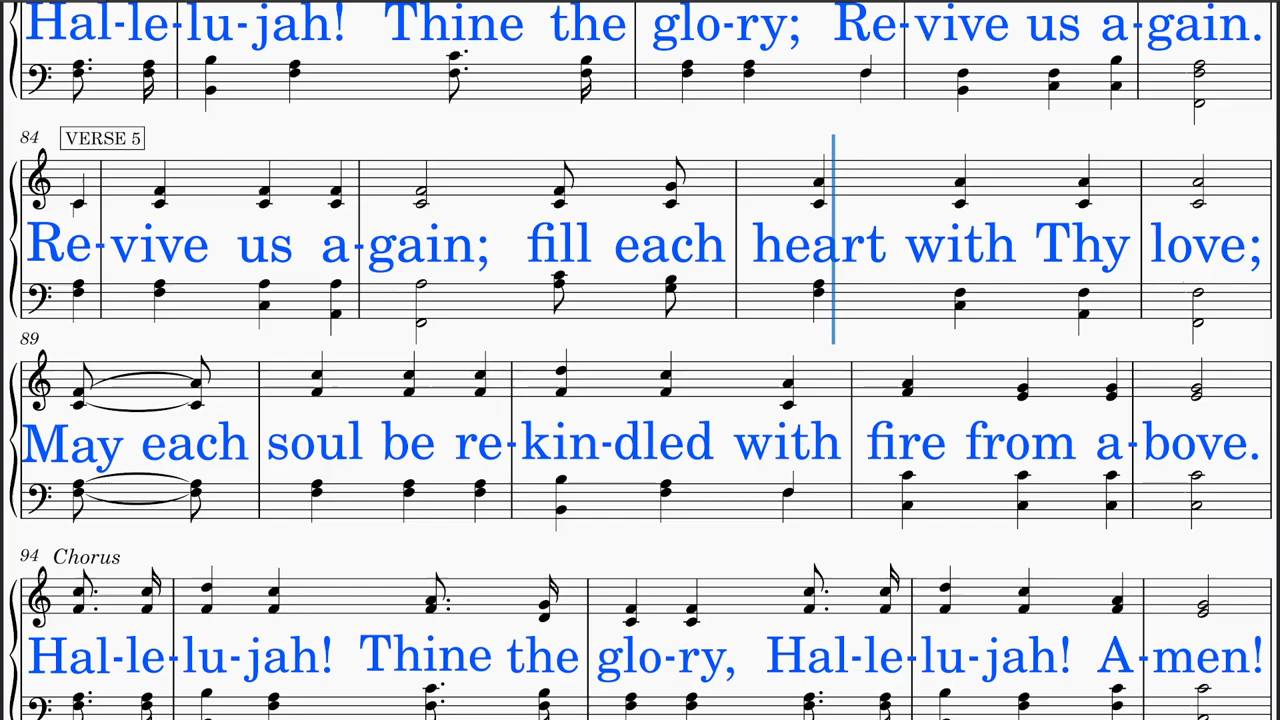 Hal-le-lu-jah! Thine the glo-ry; Re-vive us a-gain.
84 VERSE 5
Re-vive us a-gain; fill each heart with Thy love;
89
May each soul be re-kin-dled with fire from a-bove.
94 Chorus
Hal-le-lu-jah! Thine the glo-ry, Hal-le-lu-jah! A-men!